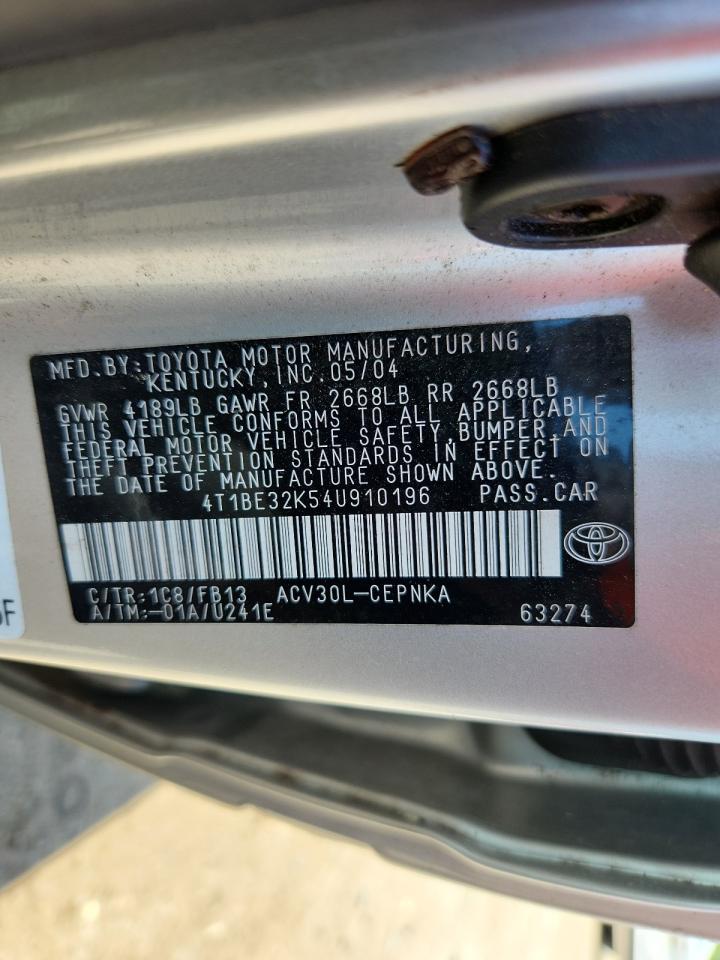 MFD.BY:TOYOTA MOTOR MANUFACTURING,
KENTUCKY,INC.05/04
GVWR 4189LB GAWR FR 2668LB RR 2668LB
THIS VEHICLE CONFORMS TO ALL APPLICABLE
FEDERAL MOTOR VEHICLE SAFETY,BUMPER,AND
THEFT PREVENTION STANDARDS IN EFFECT ON
THE DATE OF MANUFACTURE SHOWN ABOVE.
4T1BE32K54U910196 PASS.CAR
C/TR:1C8/FB13 ACV30L-CEPNKA
A/TM:-01A/U241E 63274